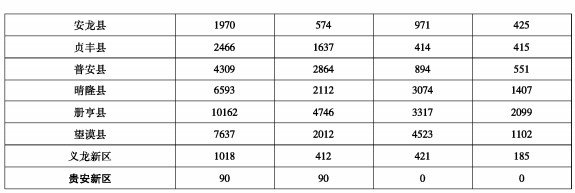 安龙县 1970 574 971 425
贞丰县 2466 1637 414 415
普安县 4309 2864 894 551
晴隆县 6593 2112 3074 1407
册亨县 10162 4746 3317 2099
望谟县 7637 2012 4523 1102
义龙新区 1018 412 421 185
贵安新区 90 90 0 0